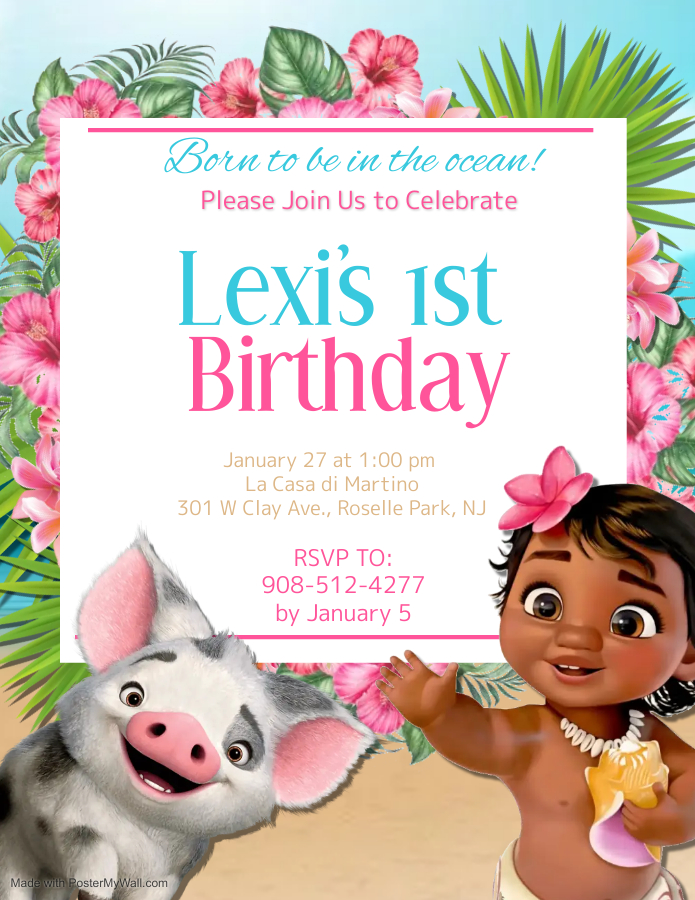 Born to be in the ocean!
Please Join Us to Celebrate
Lexi's 1st
Birthday
January 27 at 1:00 pm
La Casa di Martino
301 W Clay Ave., Roselle Park, NJ
RSVP TO:
908-512-4277
by January 5
Made with PosterMyWall.com